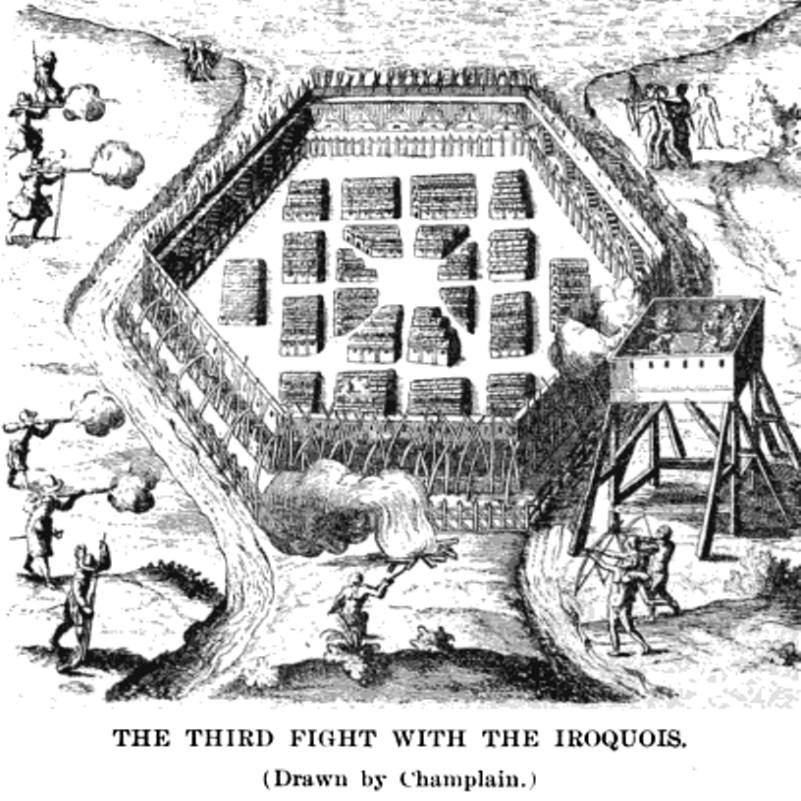 THE THIRD FIGHT WITH THE IROQUOIS.
(Drawn by Champlain.)